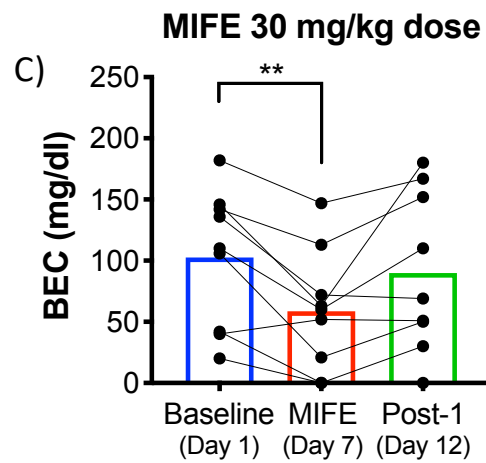 MIFE 30 mg/kg dose
C)
**
250
200
150
100
50
0
BEC (mg/dl)
Baseline MIFE Post-1
(Day 1) (Day 7) (Day 12)